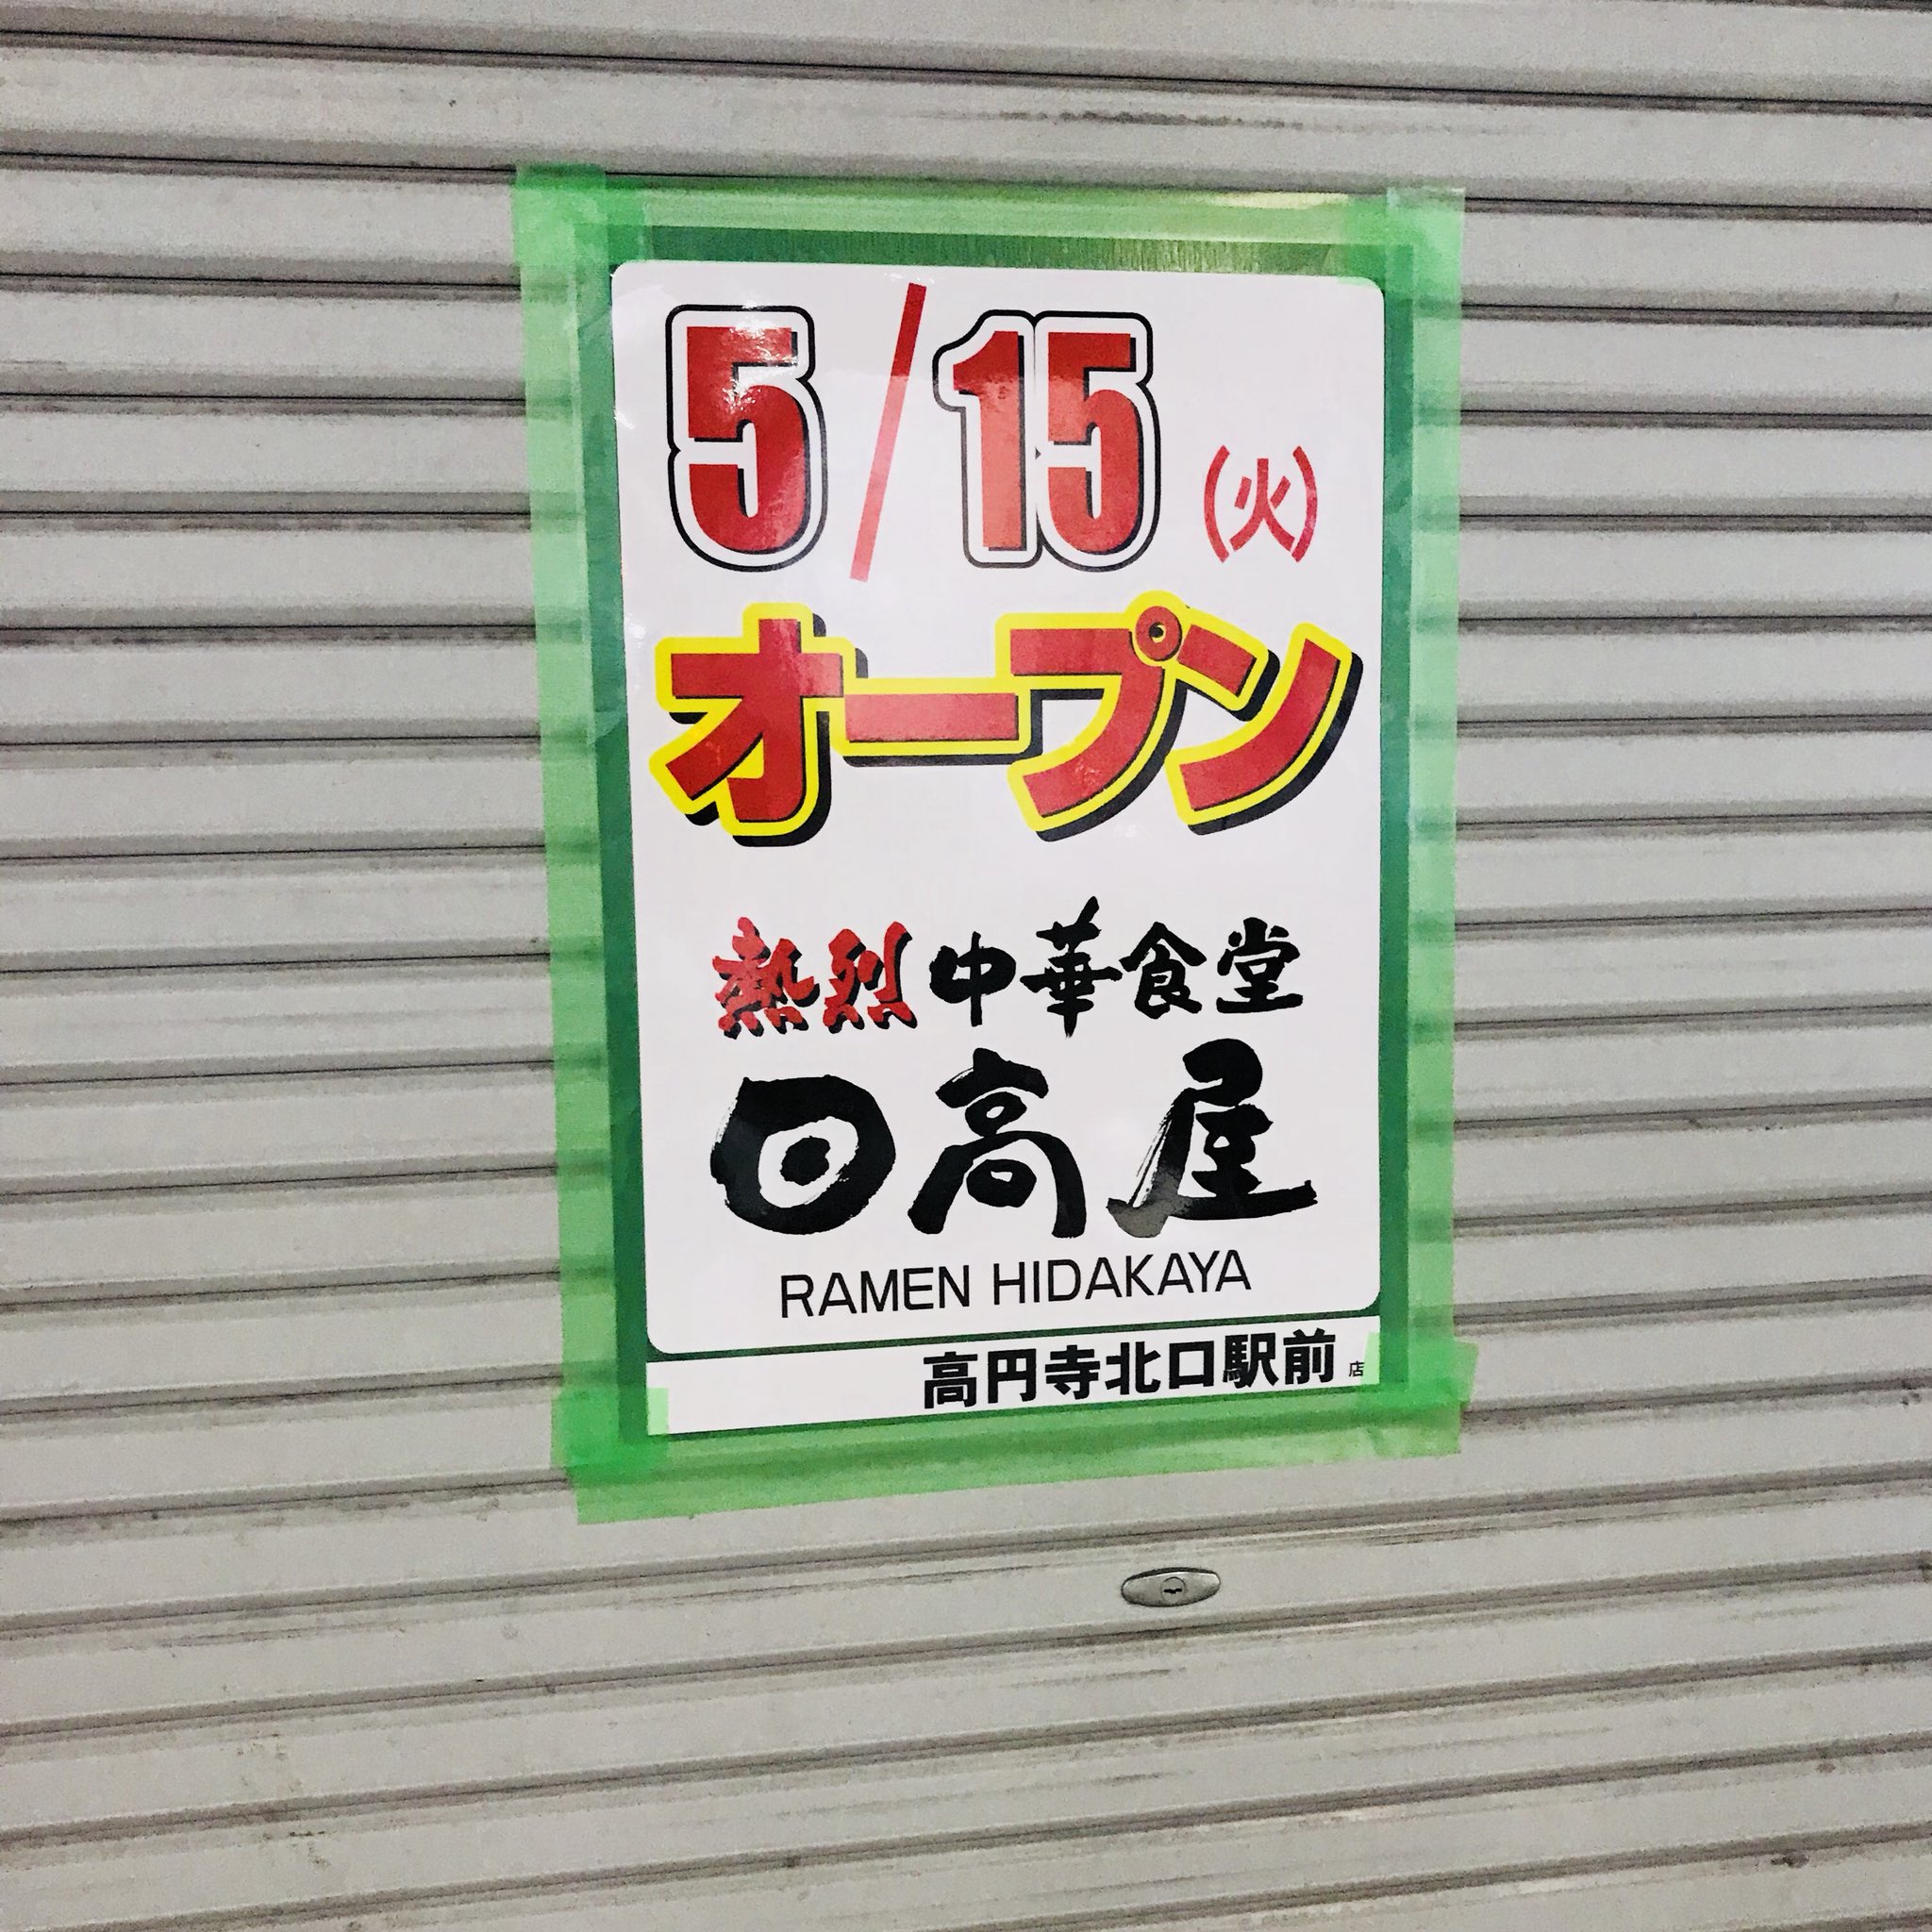 5/15(火)
オープン
熱烈中華食堂
日高屋
RAMEN HIDAKAYA
高円寺北口駅前店